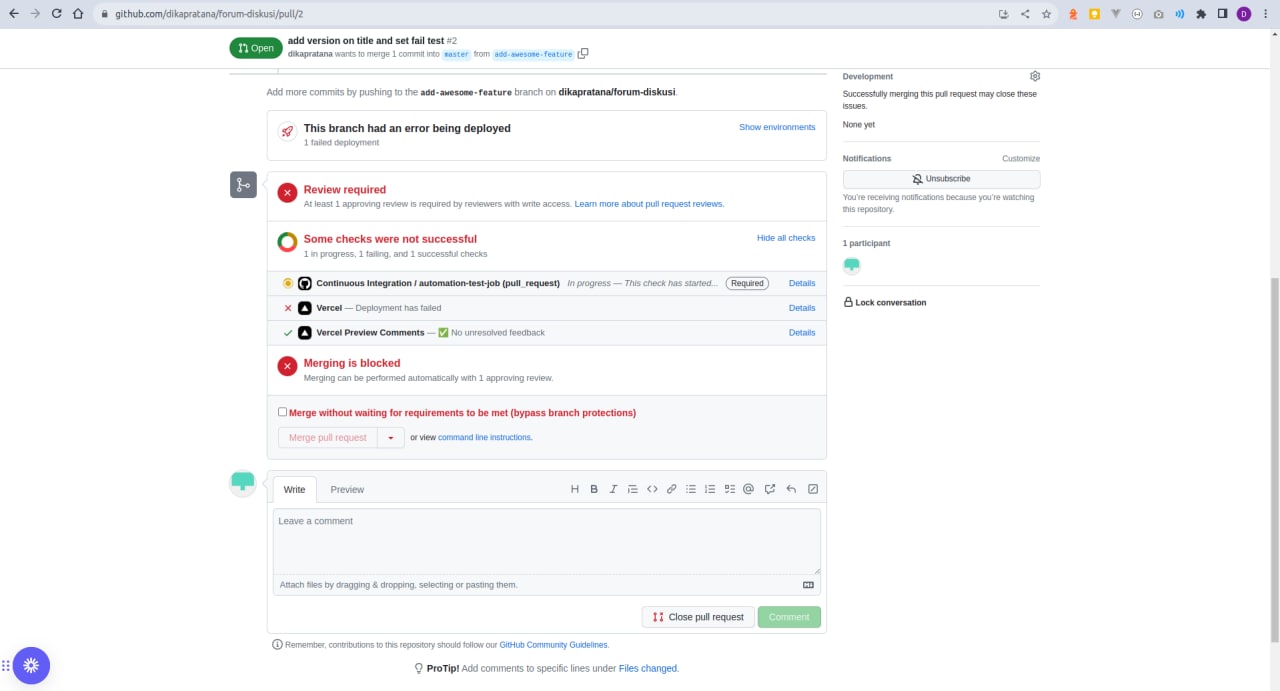 github.com/dikapratana/forum-diskusi/pull/2
D
Open
add version on title and set fail test #2
dikapratana wants to merge 1 commit into master from add-awesome-feature
Add more commits by pushing to the add-awesome-feature branch on dikapratana/forum-diskusi.
This branch had an error being deployed
1 failed deployment
Show environments
Review required
At least 1 approving review is required by reviewers with write access. Learn more about pull request reviews.
Some checks were not successful
1 in progress, 1 failing, and 1 successful checks
Hide all checks
Continuous Integration / automation-test-job (pull_request) In progress — This check has started... Required Details
Vercel — Deployment has failed Details
Vercel Preview Comments — ✅ No unresolved feedback Details
Merging is blocked
Merging can be performed automatically with 1 approving review.
Merge without waiting for requirements to be met (bypass branch protections)
Merge pull request or view command line instructions.
Write Preview
Leave a comment
Attach files by dragging & dropping, selecting or pasting them.
Close pull request Comment
Remember, contributions to this repository should follow our GitHub Community Guidelines.
ProTip! Add comments to specific lines under Files changed.
Development
Successfully merging this pull request may close these
issues.
None yet
Notifications Customize
Unsubscribe
You're receiving notifications because you're watching
this repository.
1 participant
Lock conversation